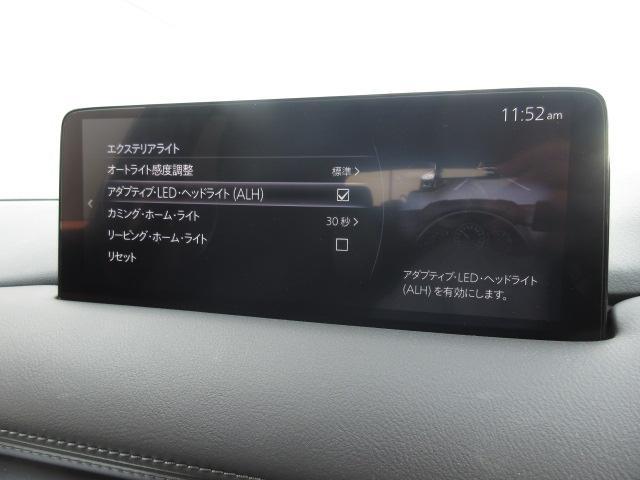 11:52 am
エクステリアライト
オートライト感度調整 標準 >
アダプティブ・LED・ヘッドライト (ALH)
カミング・ホーム・ライト 30 秒 >
リービング・ホーム・ライト
リセット
アダプティブ・LED・ヘッドライト
(ALH) を有効にします。